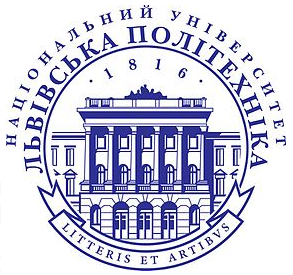 НАЦІОНАЛЬНИЙ УНІВЕРСИТЕТ
ЛЬВІВСЬКА ПОЛІТЕХНІКА
· 1816 ·
LITTERIS ET ARTIBVS